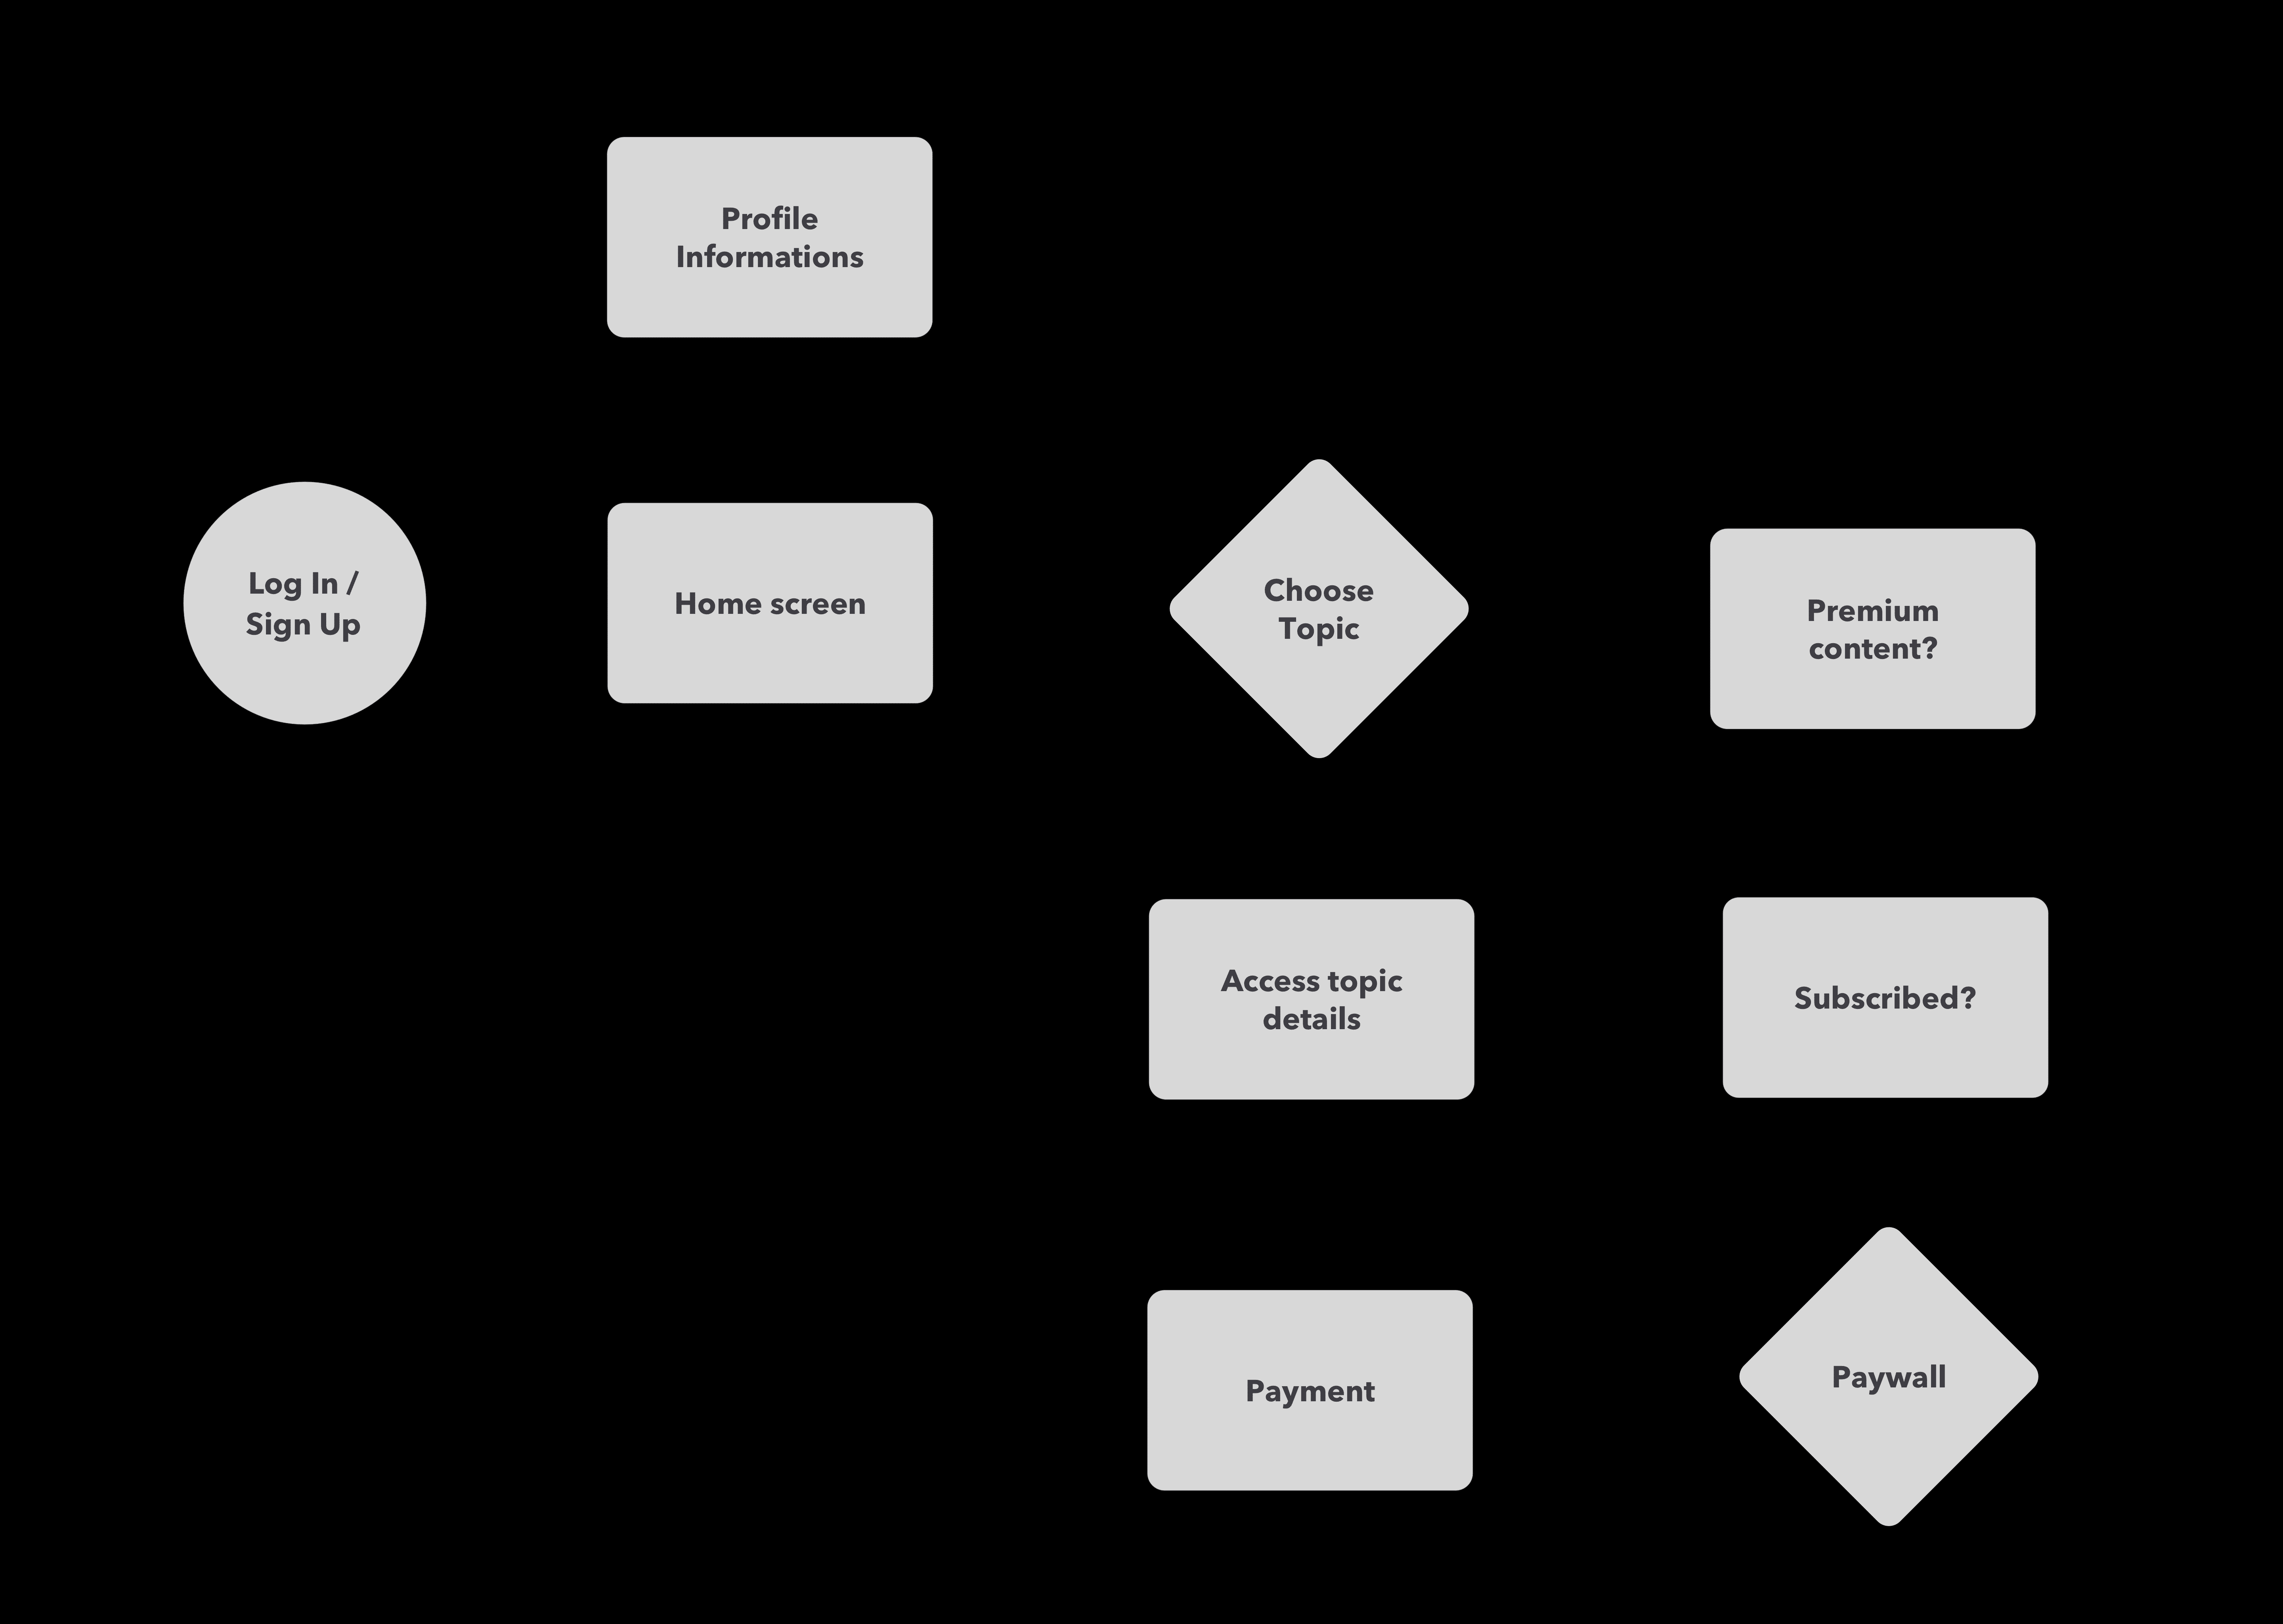 Profile
Informations
Log In /
Sign Up
Home screen
Choose
Topic
Premium
content?
Access topic
details
Subscribed?
Payment
Paywall